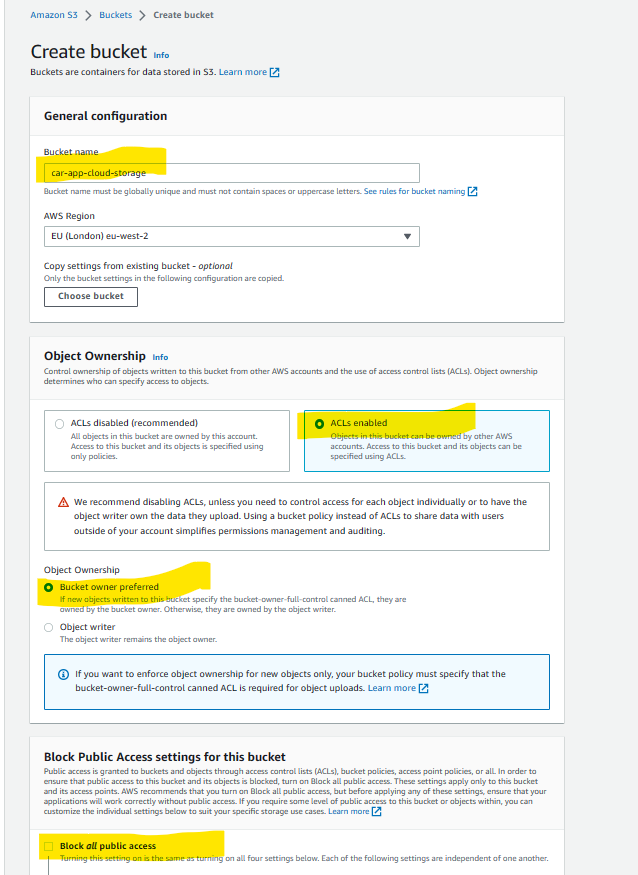 Amazon S3 > Buckets > Create bucket
Create bucket Info
Buckets are containers for data stored in S3. Learn more
General configuration
Bucket name
car-app-cloud-storage
Bucket name must be globally unique and must not contain spaces or uppercase letters. See rules for bucket naming
AWS Region
EU (London) eu-west-2
Copy settings from existing bucket - optional
Only the bucket settings in the following configuration are copied.
Choose bucket
Object Ownership Info
Control ownership of objects written to this bucket from other AWS accounts and the use of access control lists (ACLs). Object ownership
determines who can specify access to objects.
ACLs disabled (recommended)
All objects in this bucket are owned by this account.
Access to this bucket and its objects is specified using
only policies.
ACLs enabled
Objects in this bucket can be owned by other AWS
accounts. Access to this bucket and its objects can be
specified using ACLs.
We recommend disabling ACLs, unless you need to control access for each object individually or to have the
object writer own the data they upload. Using a bucket policy instead of ACLs to share data with users
outside of your account simplifies permissions management and auditing.
Object Ownership
Bucket owner preferred
If new objects written to this bucket specify the bucket-owner-full-control canned ACL, they are
owned by the bucket owner. Otherwise, they are owned by the object writer.
Object writer
The object writer remains the object owner.
If you want to enforce object ownership for new objects only, your bucket policy must specify that the
bucket-owner-full-control canned ACL is required for object uploads. Learn more
Block Public Access settings for this bucket
Public access is granted to buckets and objects through access control lists (ACLs), bucket policies, access point policies, or all. In order to
ensure that public access to this bucket and its objects is blocked, turn on Block all public access. These settings apply only to this bucket
and its access points. AWS recommends that you turn on Block all public access, but before applying any of these settings, ensure that your
applications will work correctly without public access. If you require some level of public access to this bucket or objects within, you can
customize the individual settings below to suit your specific storage use cases. Learn more
Block all public access
Turning this setting on is the same as turning on all four settings below. Each of the following settings are independent of one another.